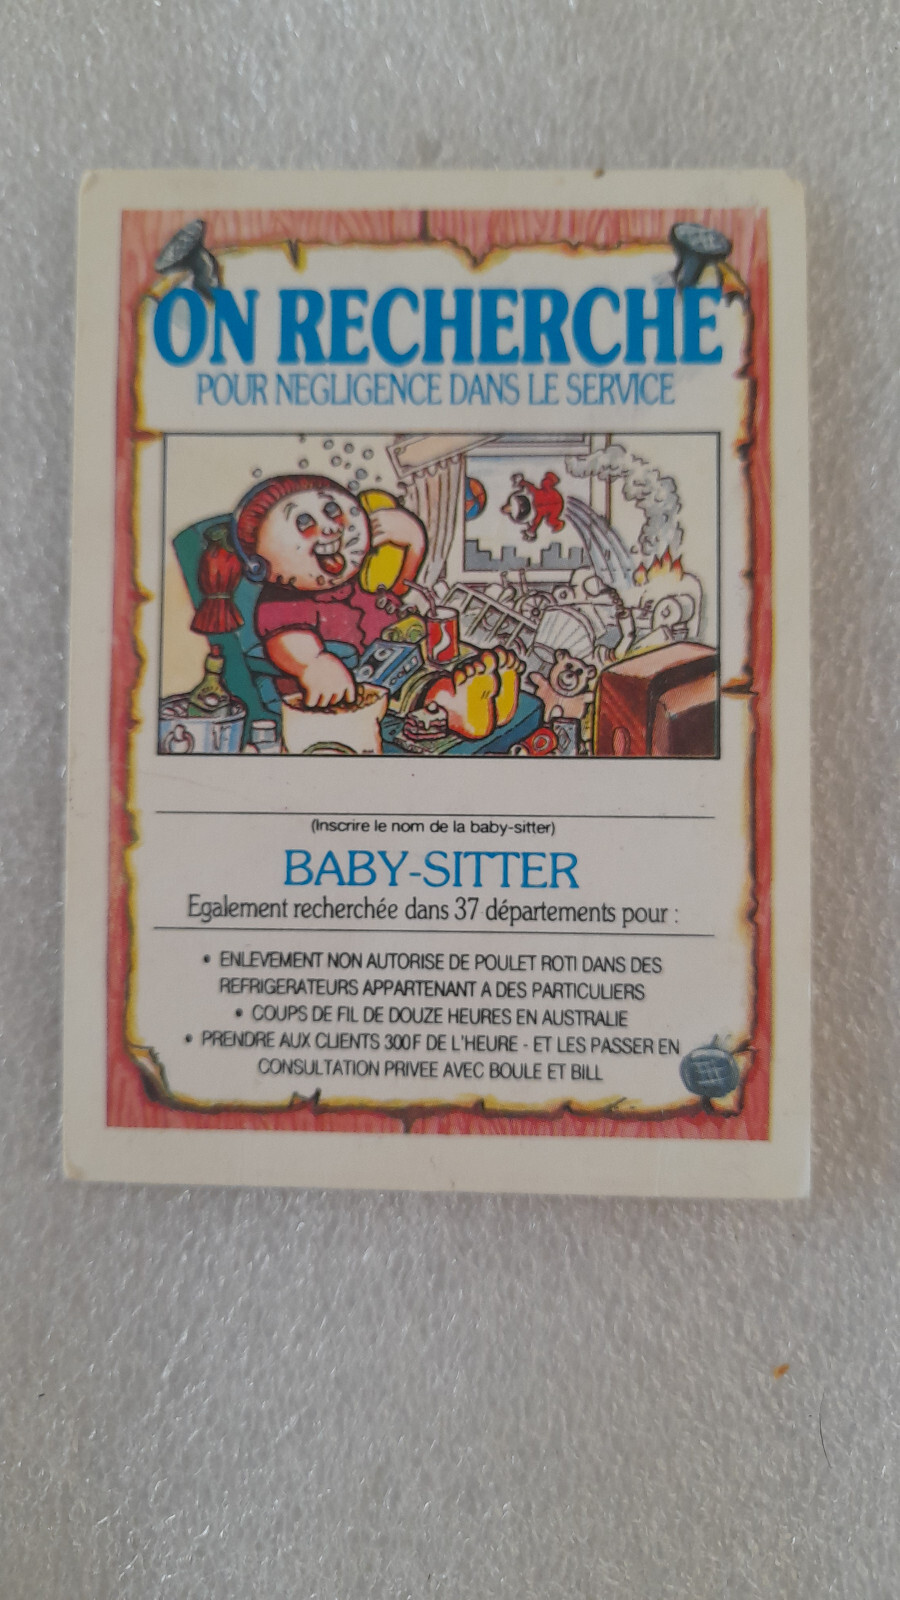 ON RECHERCHE
POUR NEGLIGENCE DANS LE SERVICE
(Inscrire le nom de la baby-sitter)
BABY-SITTER
Egalement recherchée dans 37 départements pour :
• ENLEVEMENT NON AUTORISE DE POULET ROTI DANS DES
REFRIGERATEURS APPARTENANT A DES PARTICULIERS
• COUPS DE FIL DE DOUZE HEURES EN AUSTRALIE
• PRENDRE AUX CLIENTS 300F DE L'HEURE - ET LES PASSER EN
CONSULTATION PRIVEE AVEC BOULE ET BILL